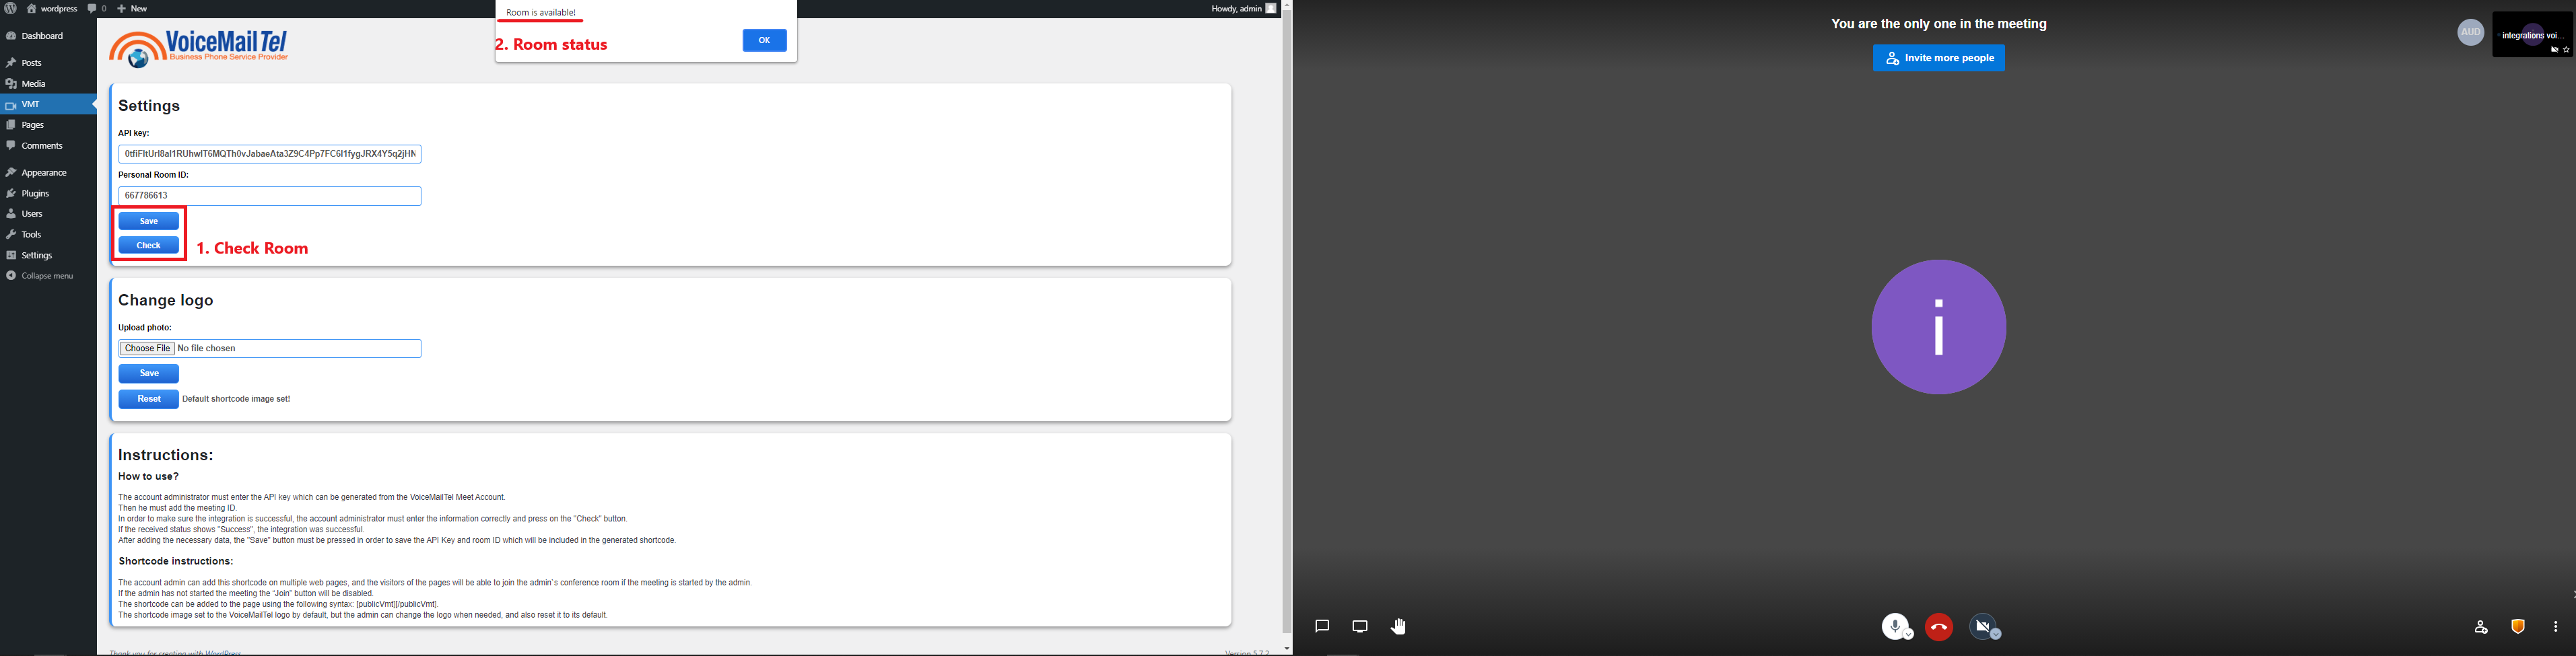 wordpress
0
New
Howdy, admin
Dashboard
Posts
Media
VMT
Pages
Comments
Appearance
Plugins
Users
Tools
Settings
Collapse menu
VoiceMailTel
Business Phone Service Provider
Room is available!
2. Room status
OK
Settings
API key:
Personal Room ID:
667786613
Save
Check
1. Check Room
Change logo
Upload photo:
Choose File No file chosen
Save
Reset Default shortcode image set!
Instructions:
How to use?
The account administrator must enter the API key which can be generated from the VoiceMailTel Meet Account.
Then he must add the meeting ID.
In order to make sure the integration is successful, the account administrator must enter the information correctly and press on the "Check" button.
If the received status shows "Success", the integration was successful.
After adding the necessary data, the "Save" button must be pressed in order to save the API Key and room ID which will be included in the generated shortcode.
Shortcode instructions:
The account admin can add this shortcode on multiple web pages, and the visitors of the pages will be able to join the admin`s conference room if the meeting is started by the admin.
If the admin has not started the meeting the "Join" button will be disabled.
The shortcode can be added to the page using the following syntax: [publicVmt][/publicVmt].
The shortcode image set to the VoiceMailTel logo by default, but the admin can change the logo when needed, and also reset it to its default.
Thank you for creating with WordPress.
Version 5.7.2
You are the only one in the meeting
Invite more people
AUD
integrations voi...
i